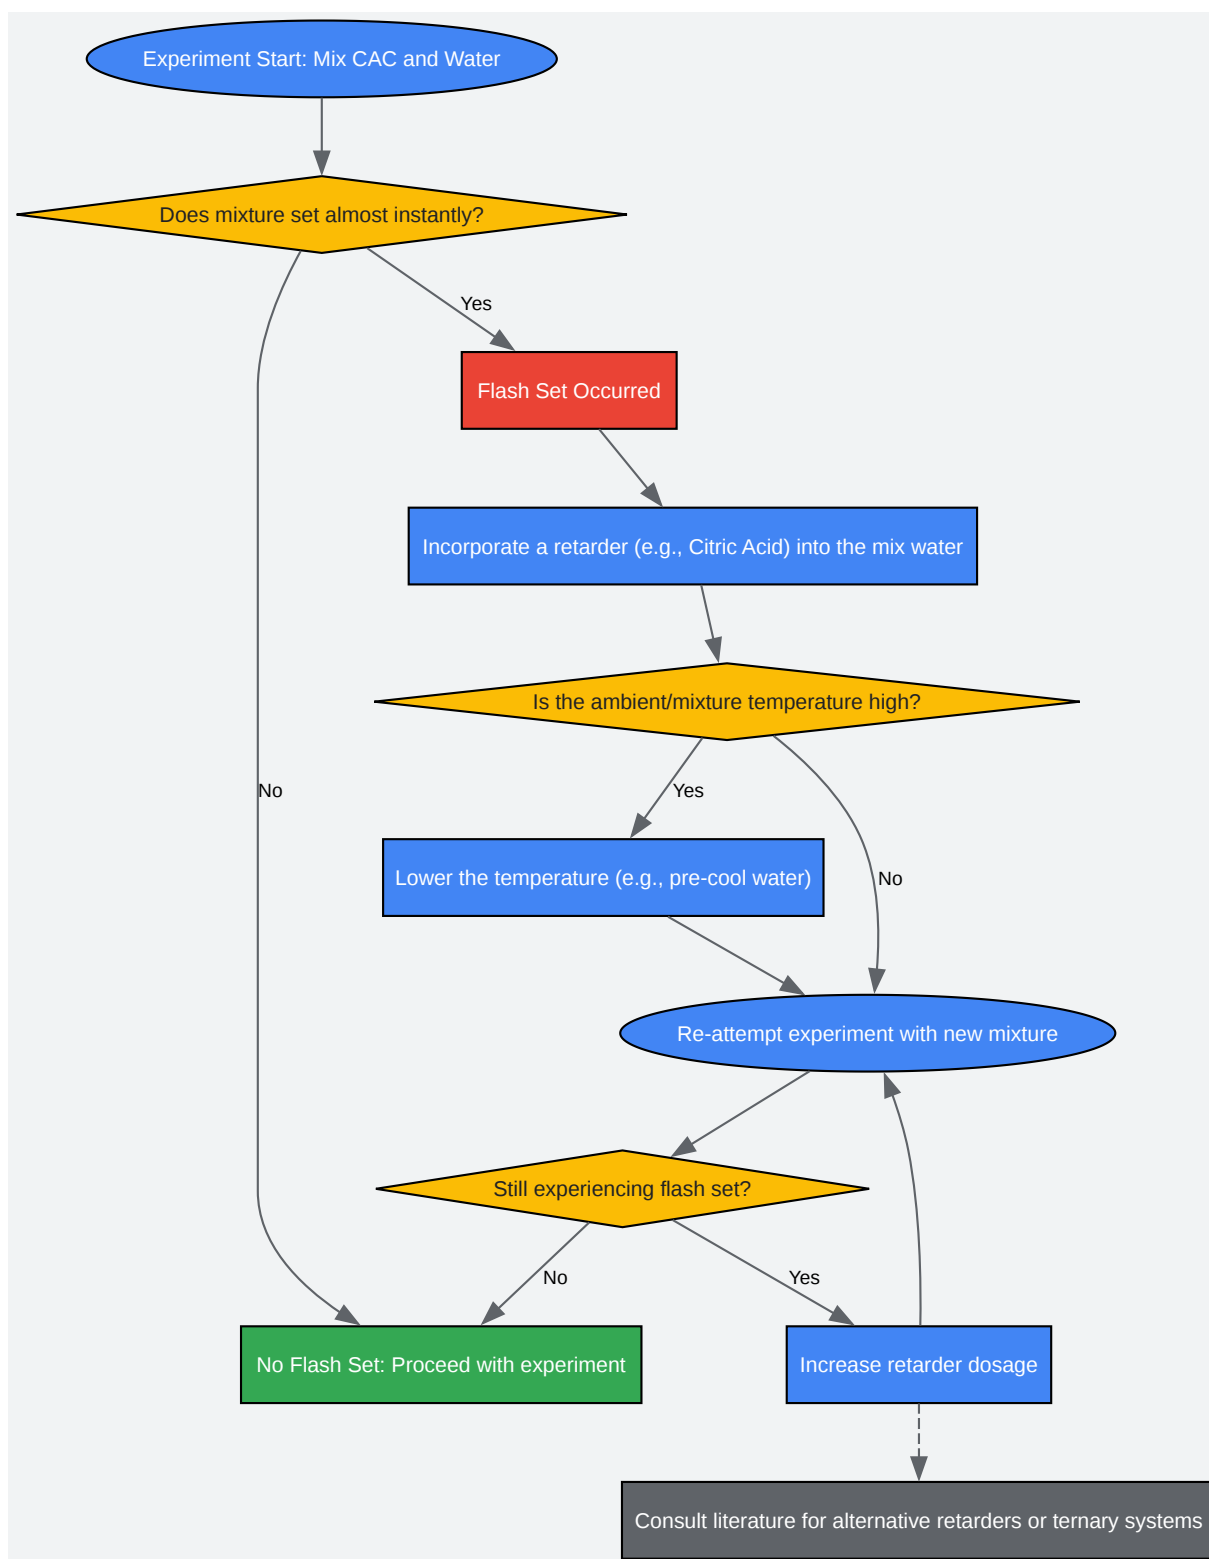 Experiment Start: Mix CAC and Water
Does mixture set almost instantly?
Yes
Flash Set Occurred
Incorporate a retarder (e.g., Citric Acid) into the mix water
Is the ambient/mixture temperature high?
No
Yes
Lower the temperature (e.g., pre-cool water)
No
Re-attempt experiment with new mixture
Still experiencing flash set?
No
Yes
No Flash Set: Proceed with experiment
Increase retarder dosage
Consult literature for alternative retarders or ternary systems